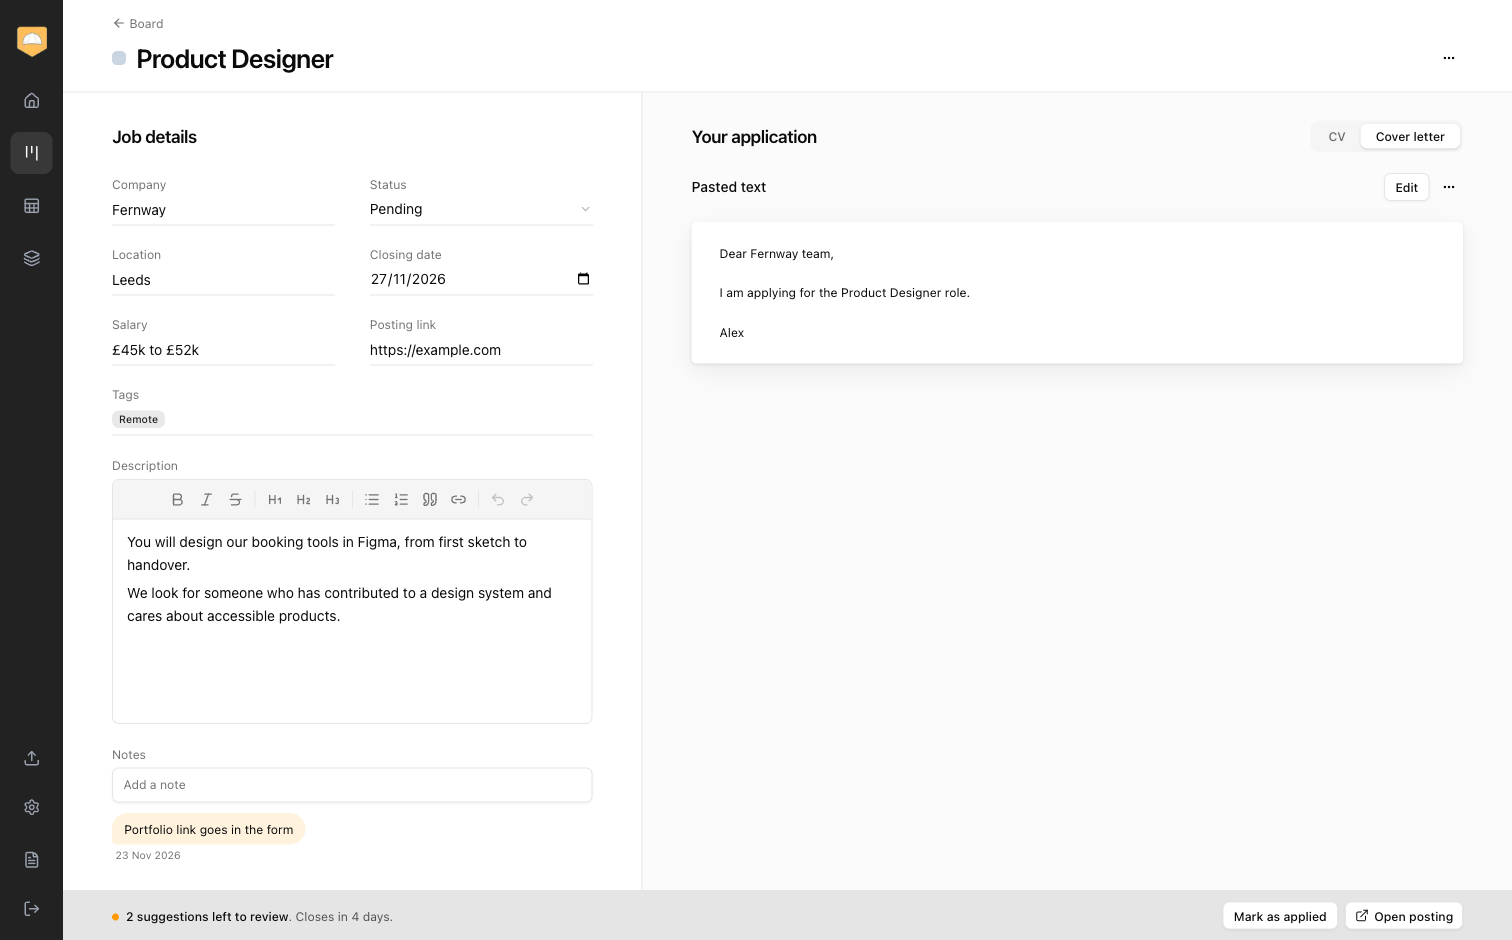 Board
Product Designer
Job details
Company
Fernway
Status
Pending
Location
Leeds
Closing date
27/11/2026
Salary
£45k to £52k
Posting link
https://example.com
Tags
Remote
Description
B I S H1 H2 H3
You will design our booking tools in Figma, from first sketch to
handover.
We look for someone who has contributed to a design system and
cares about accessible products.
Notes
Add a note
Portfolio link goes in the form
23 Nov 2026
Your application
CV Cover letter
Pasted text
Edit
Dear Fernway team,
I am applying for the Product Designer role.
Alex
2 suggestions left to review. Closes in 4 days.
Mark as applied
Open posting